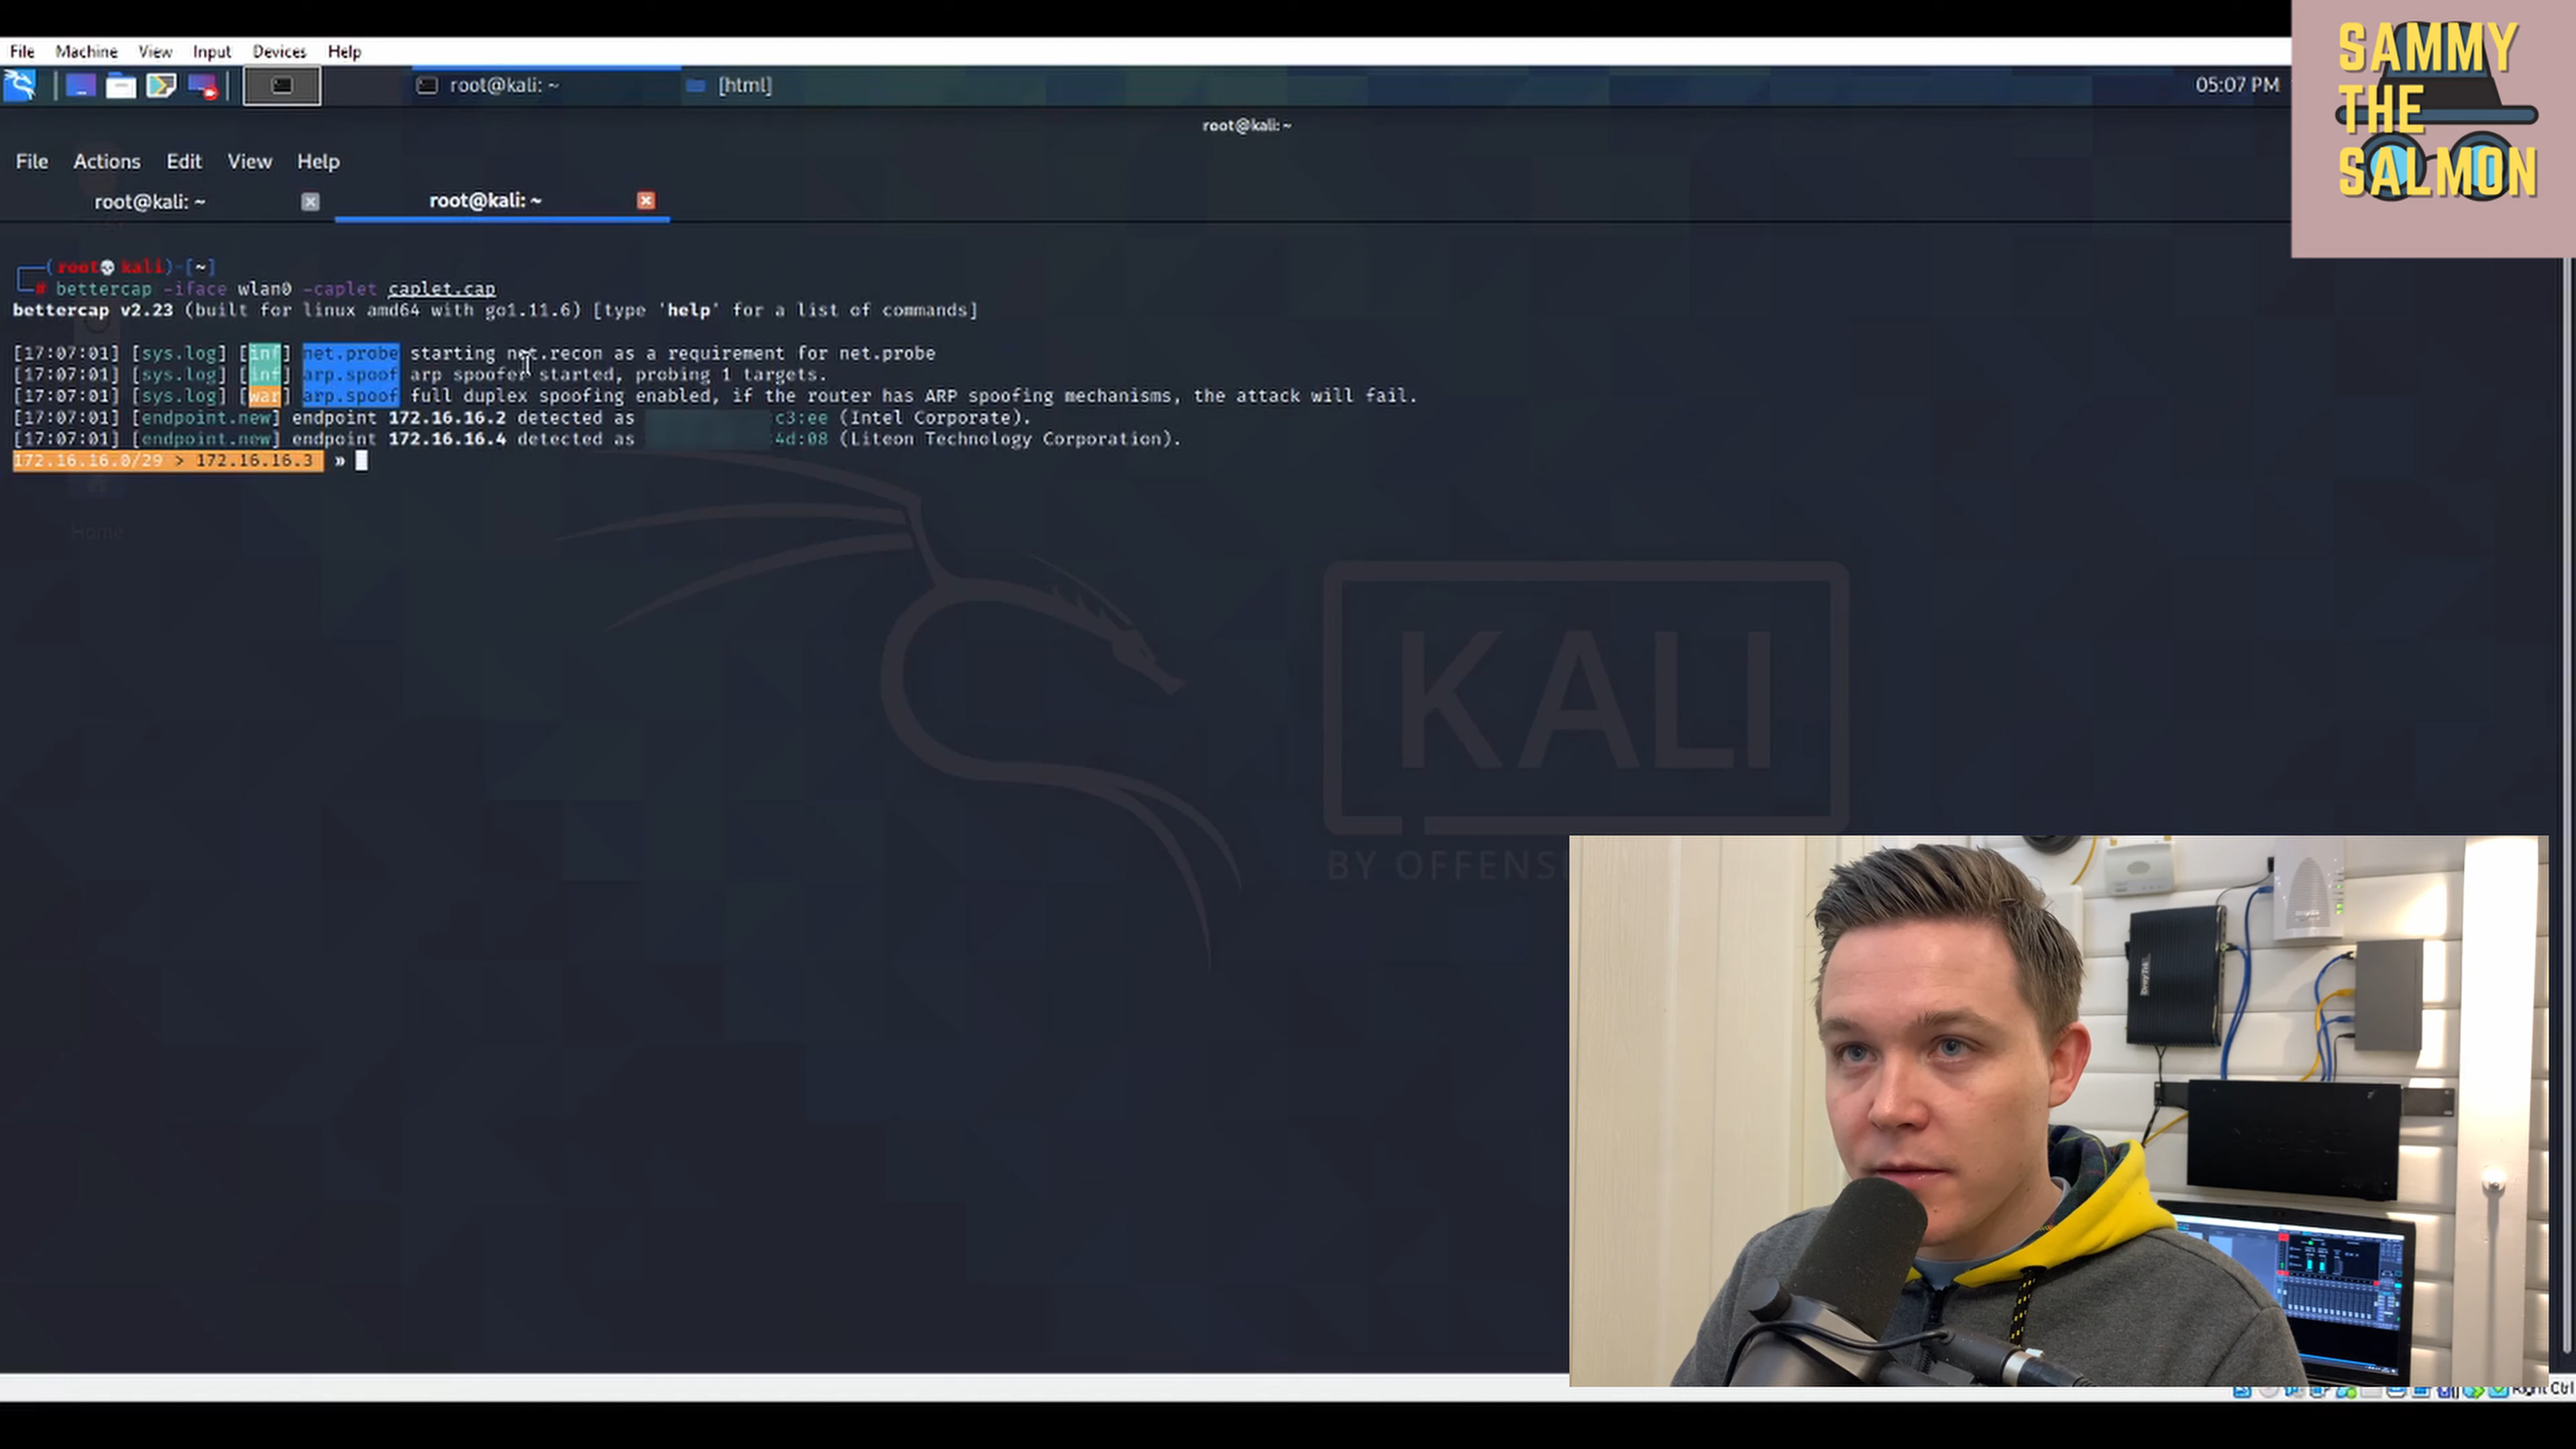 File Machine View Input Devices Help
SAMMY
THE
SALMON
root@kali: ~
[html]
05:07 PM
root@kali:~
File Actions Edit View Help
root@kali: ~
root@kali: ~
(root kali)-[~]
# bettercap -iface wlan0 -caplet caplet.cap
bettercap v2.23 (built for linux amd64 with go1.11.6) [type 'help' for a list of commands]
[17:07:01] [sys.log] [inf] net.probe starting net.recon as a requirement for net.probe
[17:07:01] [sys.log] [inf] arp.spoof arp spoofer started, probing 1 targets.
[17:07:01] [sys.log] [war] arp.spoof full duplex spoofing enabled, if the router has ARP spoofing mechanisms, the attack will fail.
[17:07:01] [endpoint.new] endpoint 172.16.16.2 detected as c3:ee (Intel Corporate).
[17:07:01] [endpoint.new] endpoint 172.16.16.4 detected as 4d:08 (Liteon Technology Corporation).
172.16.16.0/29 > 172.16.16.3 »
Home
KALI
BY OFFENSI
DrayTek
Right Ctrl